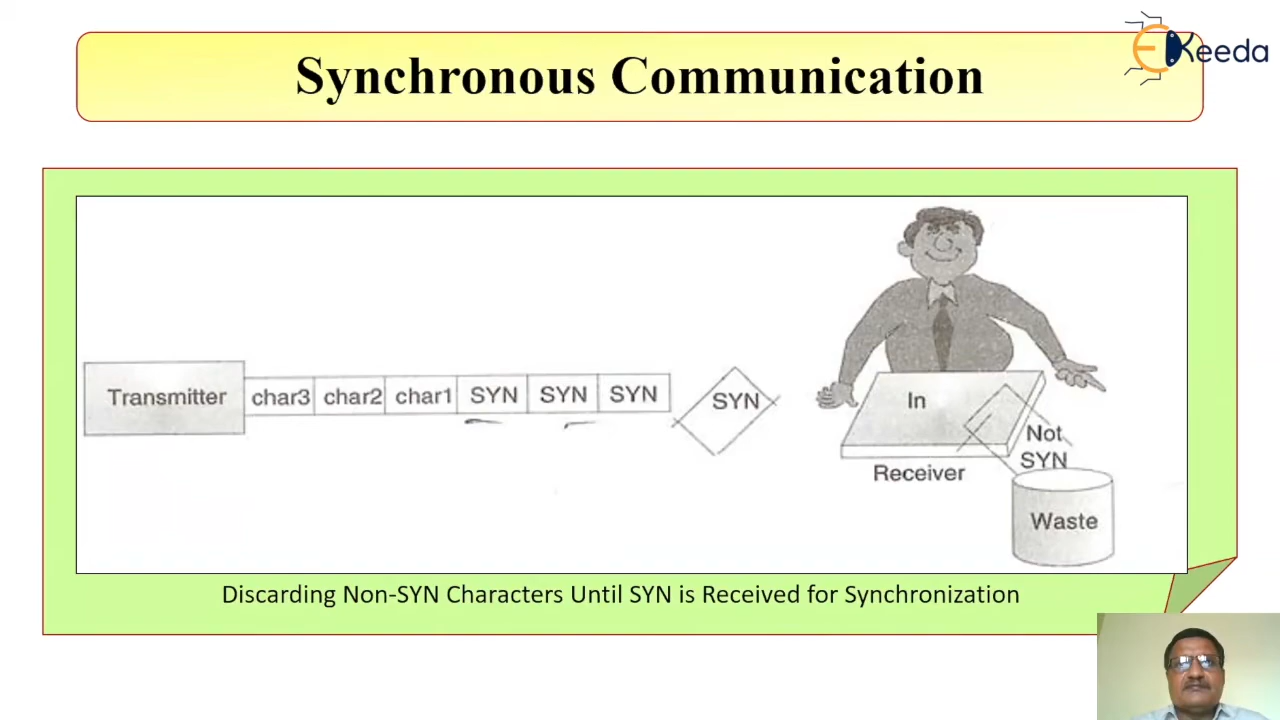 Synchronous Communication
EKeeda
Transmitter
char3
char2
char1
SYN
SYN
SYN
SYN
In
Receiver
Not
SYN
Waste
Discarding Non-SYN Characters Until SYN is Received for Synchronization